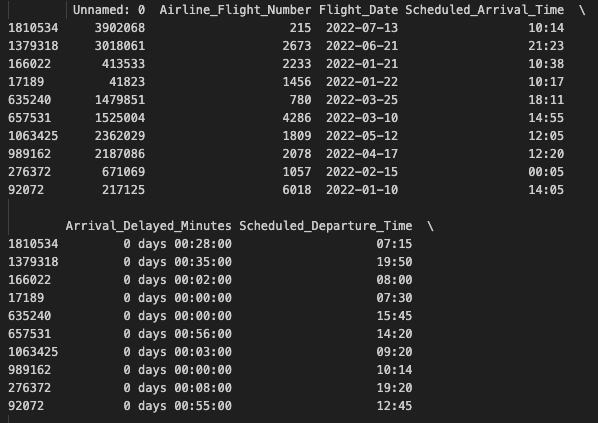 Unnamed: 0 Airline_Flight_Number Flight_Date Scheduled_Arrival_Time \
1810534 3902068 215 2022-07-13 10:14
1379318 3018061 2673 2022-06-21 21:23
166022 413533 2233 2022-01-21 10:38
17189 41823 1456 2022-01-22 10:17
635240 1479851 780 2022-03-25 18:11
657531 1525004 4286 2022-03-10 14:55
1063425 2362029 1809 2022-05-12 12:05
989162 2187086 2078 2022-04-17 12:20
276372 671069 1057 2022-02-15 00:05
92072 217125 6018 2022-01-10 14:05
Arrival_Delayed_Minutes Scheduled_Departure_Time \
1810534 0 days 00:28:00 07:15
1379318 0 days 00:35:00 19:50
166022 0 days 00:02:00 08:00
17189 0 days 00:00:00 07:30
635240 0 days 00:00:00 15:45
657531 0 days 00:56:00 14:20
1063425 0 days 00:03:00 09:20
989162 0 days 00:00:00 10:14
276372 0 days 00:08:00 19:20
92072 0 days 00:55:00 12:45